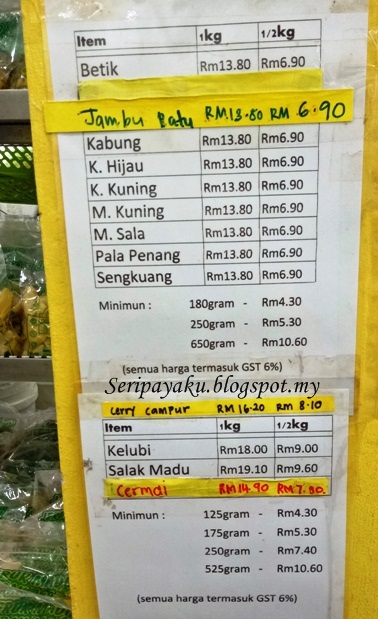 Item 1kg 1/2kg
Betik Rm13.80 Rm6.90
Jambu Batu RM13.80 RM 6.90
Kabung Rm13.80 Rm6.90
K. Hijau Rm13.80 Rm6.90
K. Kuning Rm13.80 Rm6.90
M. Kuning Rm13.80 Rm6.90
M. Sala Rm13.80 Rm6.90
Pala Penang Rm13.80 Rm6.90
Sengkuang Rm13.80 Rm6.90
Minimun : 180gram - Rm4.30
250gram - Rm5.30
650gram - Rm10.60
(semua harga termasuk GST 6%)
Seripayaku.blogspot.my
Cerry Campur RM 16.20 RM 8.10
Item 1kg 1/2kg
Kelubi Rm18.00 Rm9.00
Salak Madu Rm19.10 Rm9.60
Cermai RM14.90 RM7.50
Minimun : 125gram - Rm4.30
175gram - Rm5.30
250gram - Rm7.40
525gram - Rm10.60
(semua harga termasuk GST 6%)